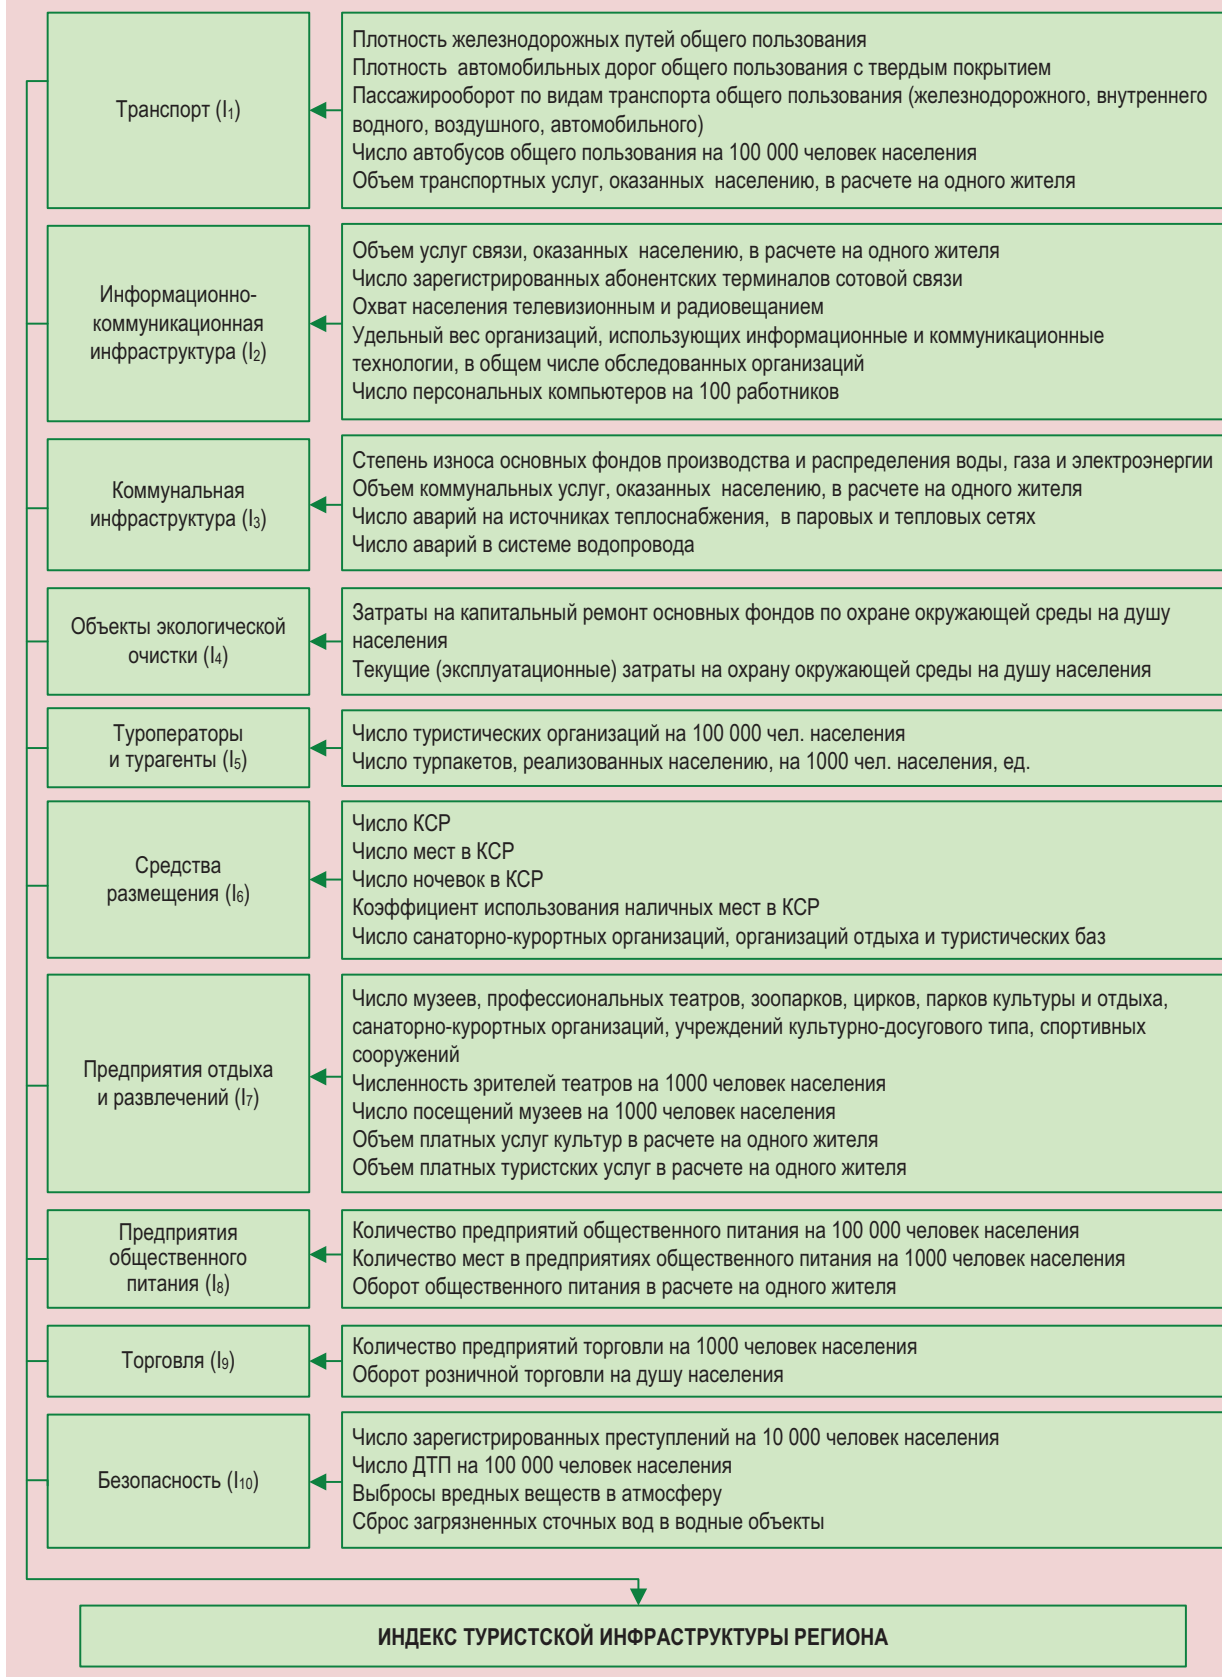 Транспорт (I1)
Плотность железнодорожных путей общего пользования
Плотность автомобильных дорог общего пользования с твердым покрытием
Пассажирооборот по видам транспорта общего пользования (железнодорожного, внутреннего
водного, воздушного, автомобильного)
Число автобусов общего пользования на 100 000 человек населения
Объем транспортных услуг, оказанных населению, в расчете на одного жителя
Информационно-
коммуникационная
инфраструктура (I2)
Объем услуг связи, оказанных населению, в расчете на одного жителя
Число зарегистрированных абонентских терминалов сотовой связи
Охват населения телевизионным и радиовещанием
Удельный вес организаций, использующих информационные и коммуникационные
технологии, в общем числе обследованных организаций
Число персональных компьютеров на 100 работников
Коммунальная
инфраструктура (I3)
Степень износа основных фондов производства и распределения воды, газа и электроэнергии
Объем коммунальных услуг, оказанных населению, в расчете на одного жителя
Число аварий на источниках теплоснабжения, в паровых и тепловых сетях
Число аварий в системе водопровода
Объекты экологической
очистки (I4)
Затраты на капитальный ремонт основных фондов по охране окружающей среды на душу
населения
Текущие (эксплуатационные) затраты на охрану окружающей среды на душу населения
Туроператоры
и турагенты (I5)
Число туристических организаций на 100 000 чел. населения
Число турпакетов, реализованных населению, на 1000 чел. населения, ед.
Средства
размещения (I6)
Число КСР
Число мест в КСР
Число ночевок в КСР
Коэффициент использования наличных мест в КСР
Число санаторно-курортных организаций, организаций отдыха и туристических баз
Предприятия отдыха
и развлечений (I7)
Число музеев, профессиональных театров, зоопарков, цирков, парков культуры и отдыха,
санаторно-курортных организаций, учреждений культурно-досугового типа, спортивных
сооружений
Численность зрителей театров на 1000 человек населения
Число посещений музеев на 1000 человек населения
Объем платных услуг культур в расчете на одного жителя
Объем платных туристских услуг в расчете на одного жителя
Предприятия
общественного
питания (I8)
Количество предприятий общественного питания на 100 000 человек населения
Количество мест в предприятиях общественного питания на 1000 человек населения
Оборот общественного питания в расчете на одного жителя
Торговля (I9)
Количество предприятий торговли на 1000 человек населения
Оборот розничной торговли на душу населения
Безопасность (I10)
Число зарегистрированных преступлений на 10 000 человек населения
Число ДТП на 100 000 человек населения
Выбросы вредных веществ в атмосферу
Сброс загрязненных сточных вод в водные объекты
ИНДЕКС ТУРИСТСКОЙ ИНФРАСТРУКТУРЫ РЕГИОНА